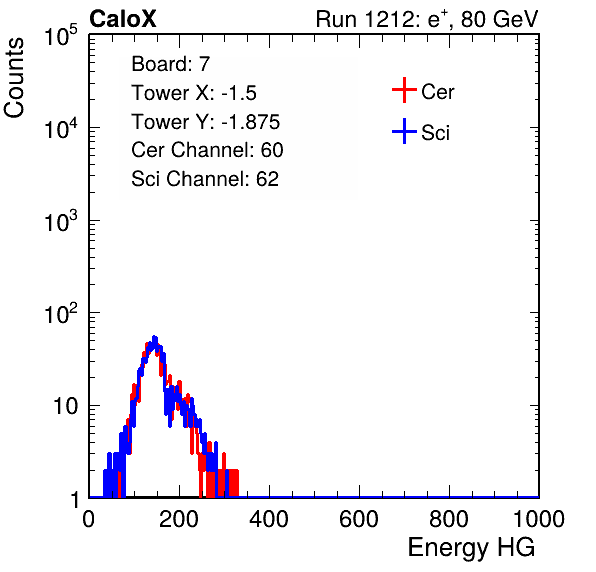 CaloX Run 1212: e⁺, 80 GeV
Counts
10⁵
10⁴
10³
10²
10
1
Board: 7
Tower X: -1.5
Tower Y: -1.875
Cer Channel: 60
Sci Channel: 62
Cer
Sci
0 200 400 600 800 1000
Energy HG